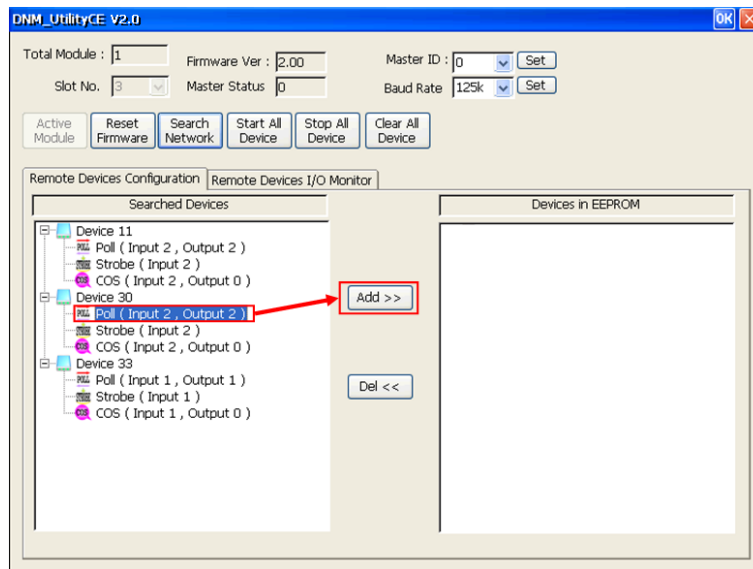 DNM_UtilityCE V2.0 OK
Total Module : 1 Firmware Ver : 2.00 Master ID : 0 Set
Slot No. 3 Master Status 0 Baud Rate 125k Set
Active Module Reset Firmware Search Network Start All Device Stop All Device Clear All Device
Remote Devices Configuration Remote Devices I/O Monitor
Searched Devices Devices in EEPROM
Device 11
Poll ( Input 2 , Output 2 )
Strobe ( Input 2 )
COS ( Input 2 , Output 0 )
Device 30
Poll ( Input 2 , Output 2 )
Strobe ( Input 2 )
COS ( Input 2 , Output 0 )
Device 33
Poll ( Input 1 , Output 1 )
Strobe ( Input 1 )
COS ( Input 1 , Output 0 )
Add >>
Del <<